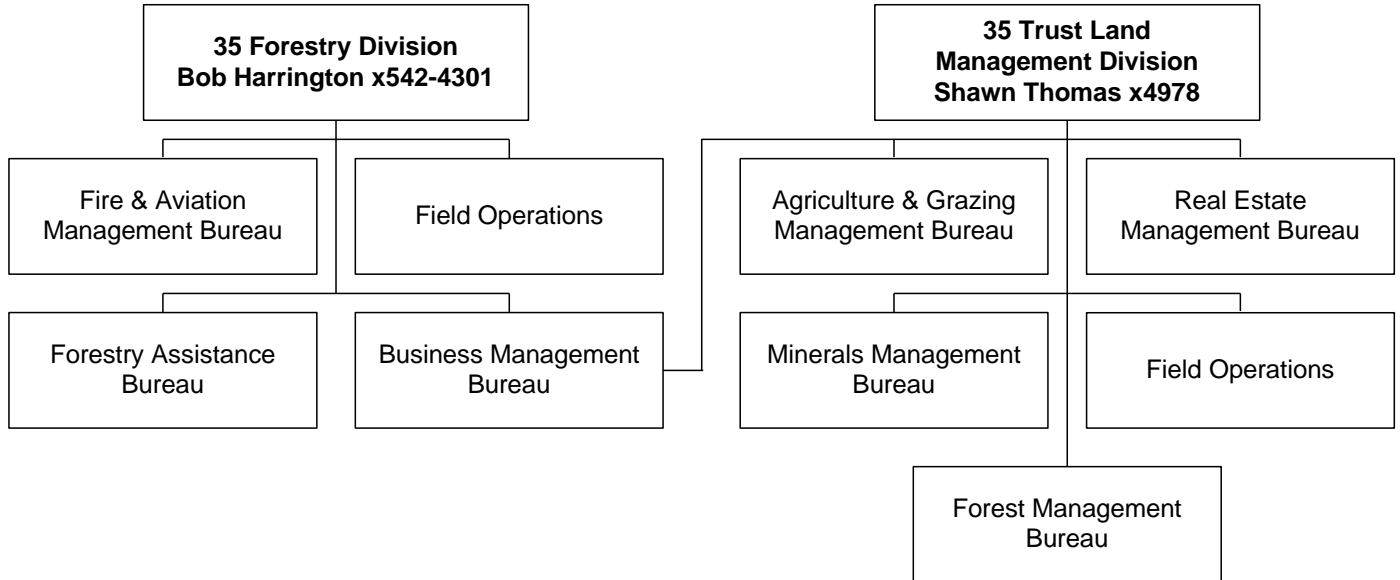 35 Forestry Division
Bob Harrington x542-4301
35 Trust Land
Management Division
Shawn Thomas x4978
Fire & Aviation
Management Bureau
Field Operations
Agriculture & Grazing
Management Bureau
Real Estate
Management Bureau
Forestry Assistance
Bureau
Business Management
Bureau
Minerals Management
Bureau
Field Operations
Forest Management
Bureau